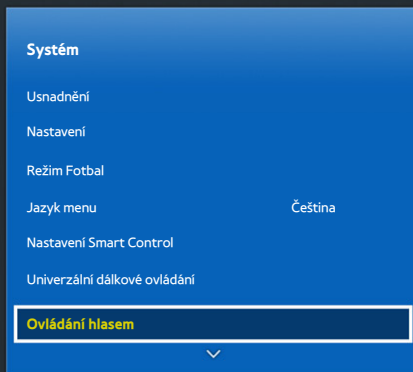 Systém
Usnadnění
Nastavení
Režim Fotbal
Jazyk menu Čeština
Nastavení Smart Control
Univerzální dálkové ovládání
Ovládání hlasem